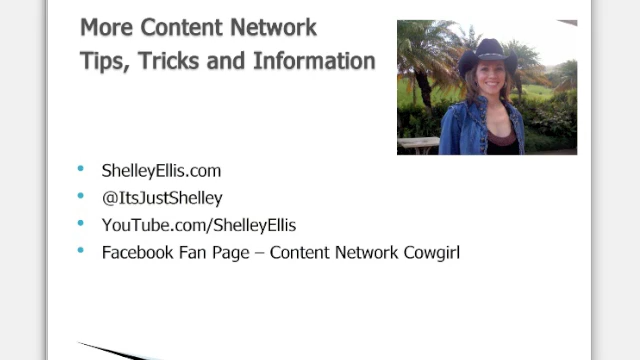 More Content Network
Tips, Tricks and Information
• ShelleyEllis.com
• @ItsJustShelley
• YouTube.com/ShelleyEllis
• Facebook Fan Page – Content Network Cowgirl